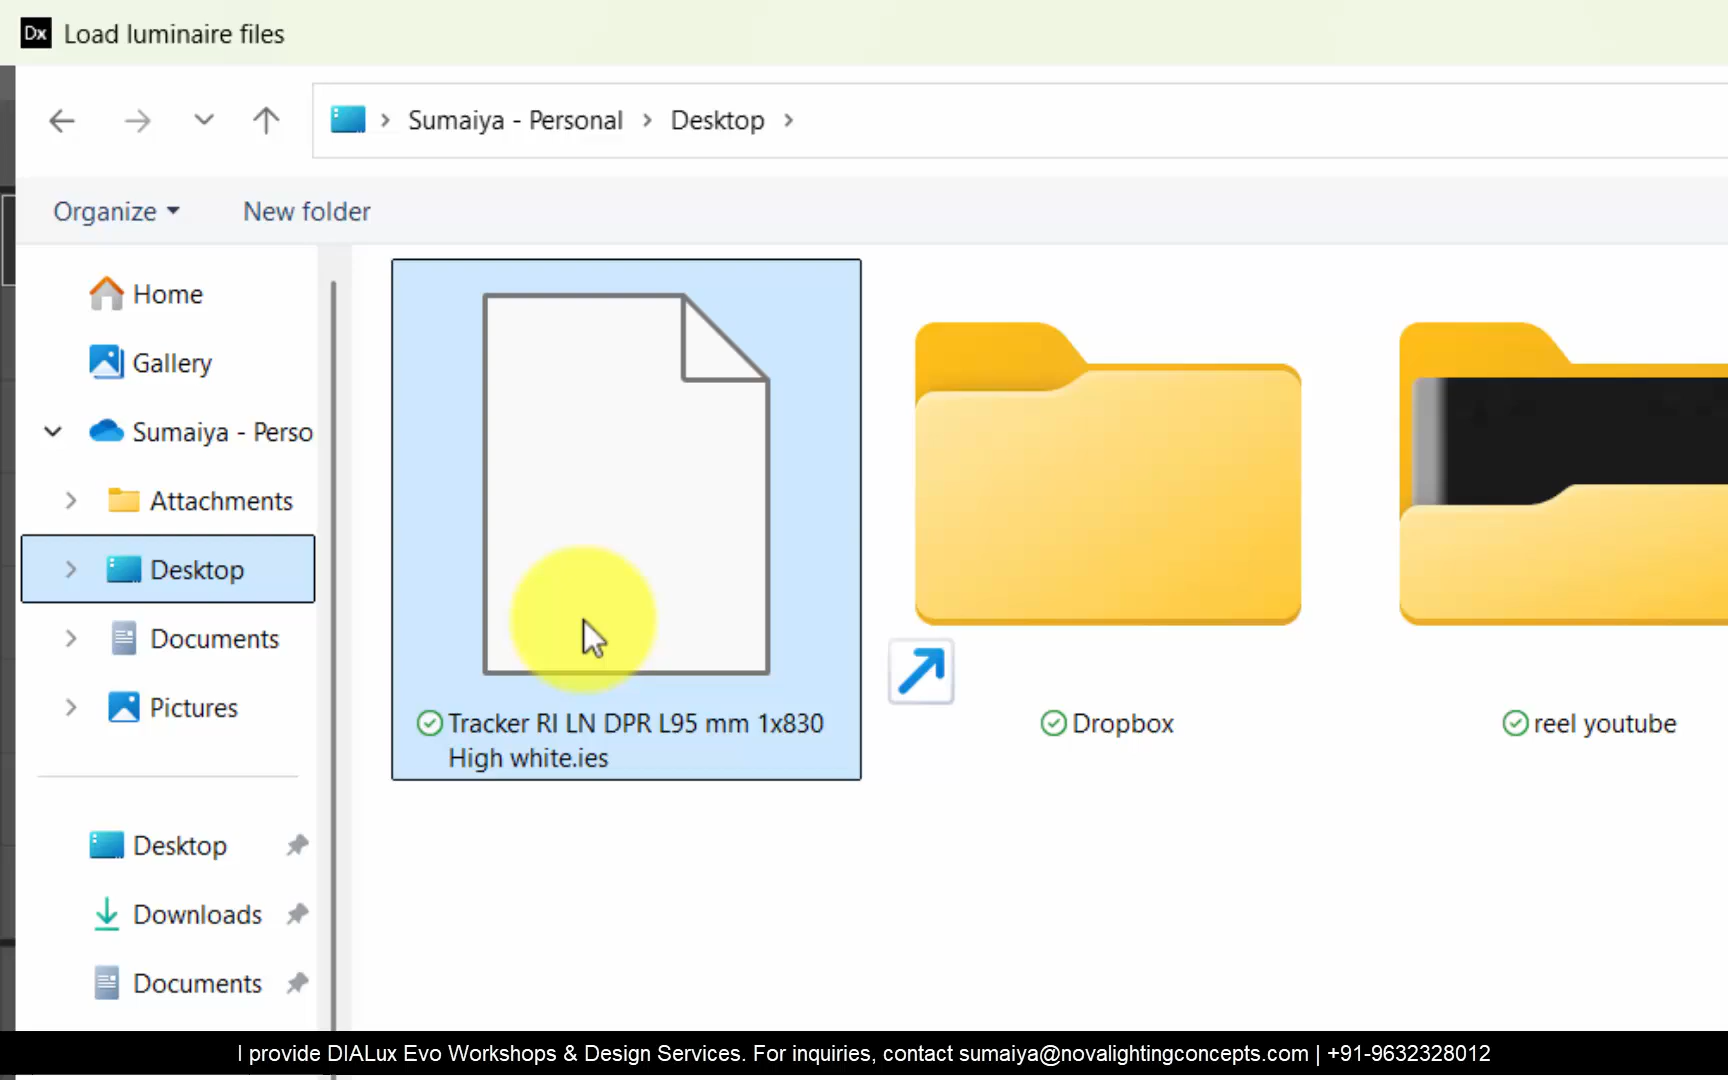 Dx Load luminaire files
Sumaiya - Personal > Desktop >
Organize New folder
Home
Gallery
Sumaiya - Perso
Attachments
Desktop
Documents
Pictures
Desktop
Downloads
Documents
Tracker RI LN DPR L95 mm 1x830
High white.ies
Dropbox
reel youtube
I provide DIALux Evo Workshops & Design Services. For inquiries, contact sumaiya@novalightingconcepts.com | +91-9632328012